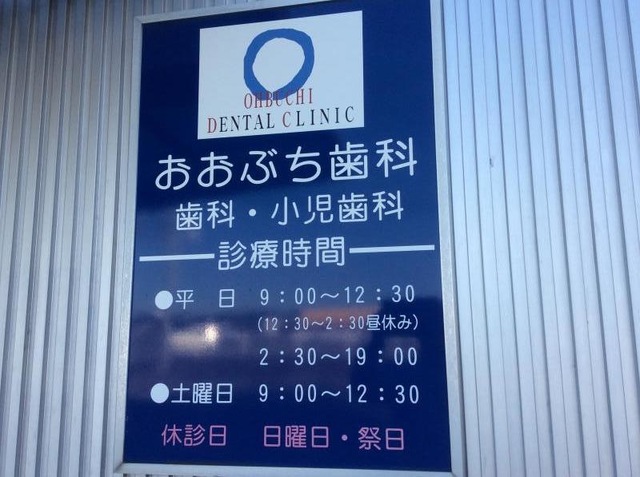 OHBUCHI
DENTAL CLINIC
おおぶち歯科
歯科・小児歯科
診療時間
●平　日　9：00～12：30
（12：30～2：30昼休み）
2：30～19：00
●土曜日　9：00～12：30
休診日　日曜日・祭日